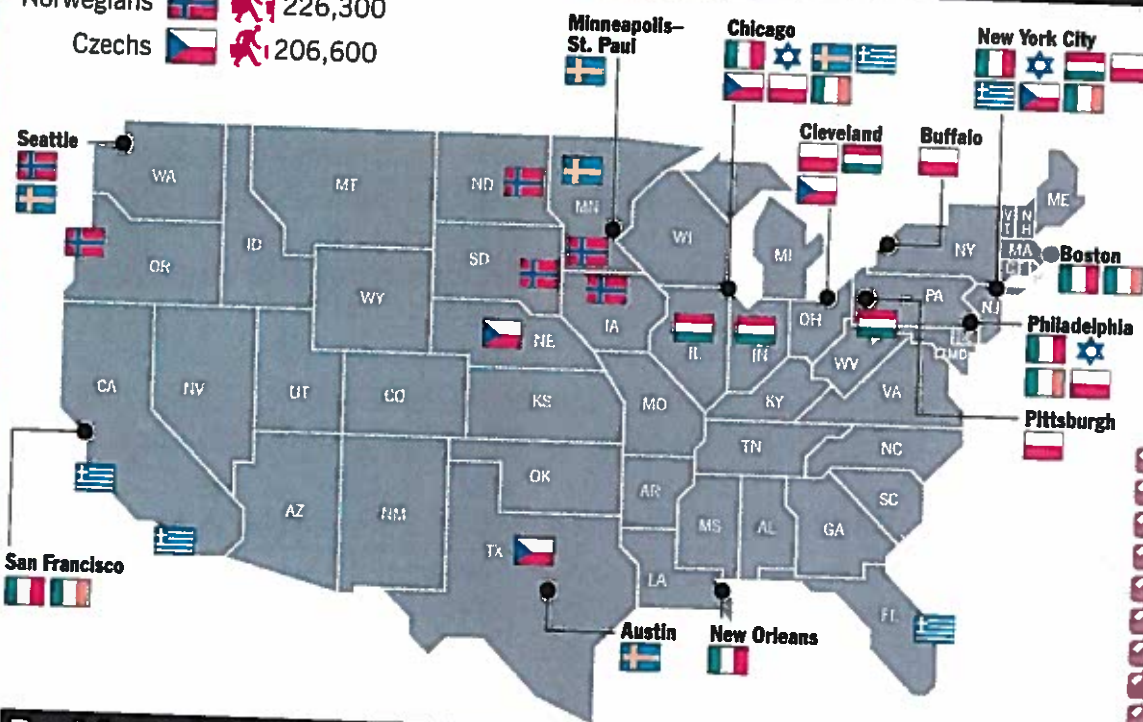 Norwegians 226,300
Czechs 206,600
Minneapolis–
St. Paul
Chicago
New York City
Seattle
Cleveland
Buffalo
WA
MT
ND
MN
ME
VT
NH
ID
OR
SD
WI
MI
NY
MA
Boston
WY
IA
PA
NJ
OH
NE
IL
IN
Philadelphia
WV
MD
CA
NV
UT
CO
KS
MO
KY
VA
Pittsburgh
TN
NC
OK
AR
SC
AZ
NM
MS
AL
GA
TX
LA
San Francisco
FL
Austin
New Orleans